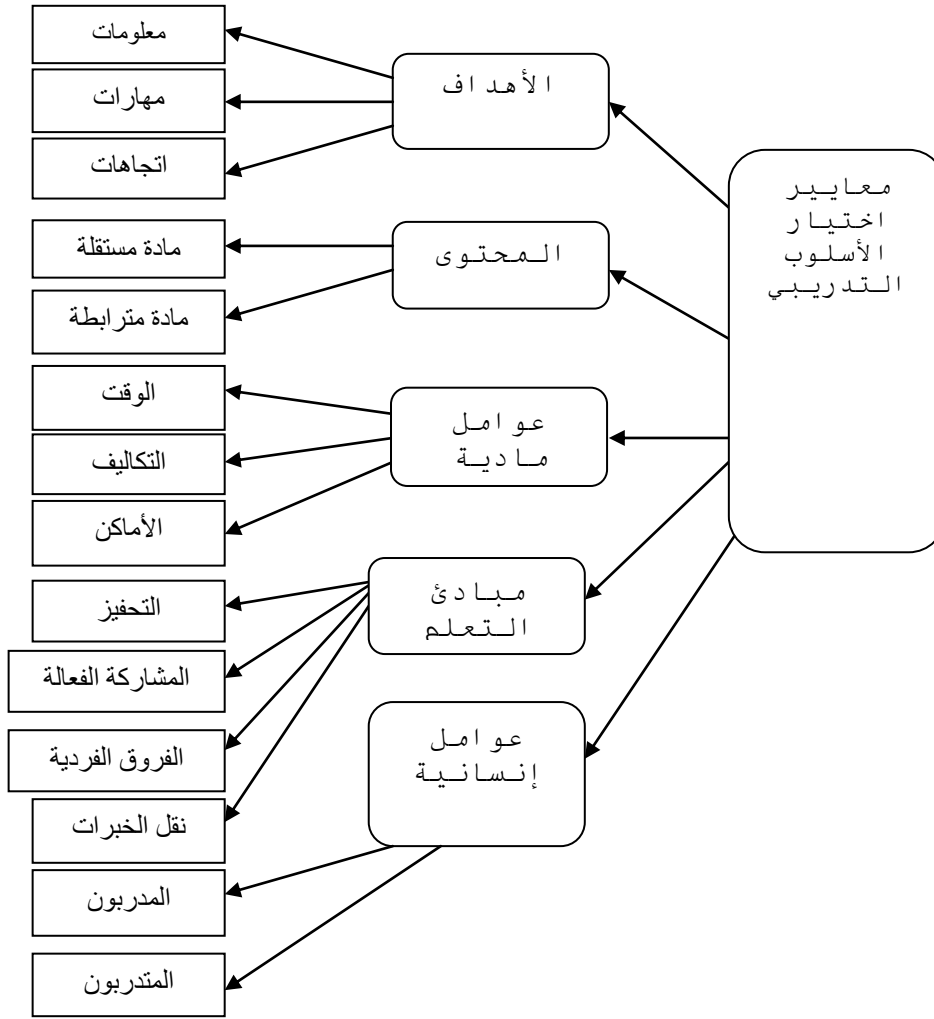 معايير
اختيار
الأسلوب
التدريبي
الأهداف
معلومات
مهارات
اتجاهات
المحتوى
مادة مستقلة
مادة مترابطة
عوامل
مادية
الوقت
التكاليف
الأماكن
مبادئ
التعلم
التحفيز
المشاركة الفعالة
الفروق الفردية
نقل الخبرات
عوامل
إنسانية
المدربون
المتدربون